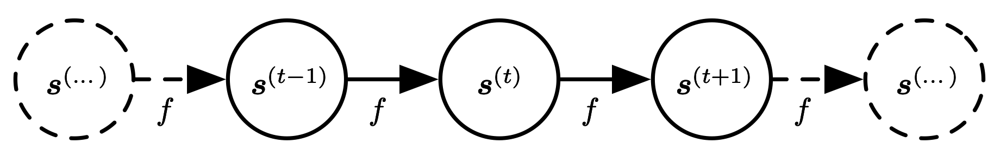 s^(...) s^(t−1) s^(t) s^(t+1) s^(...)
f f f f